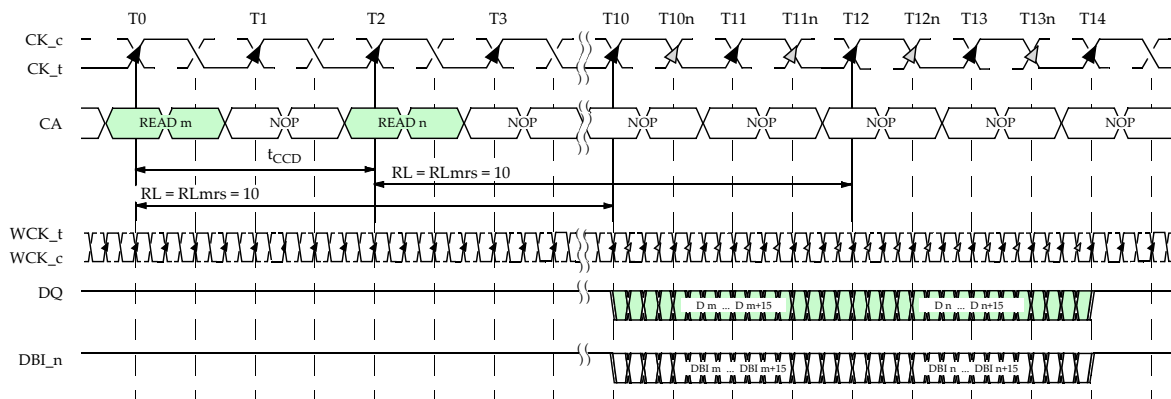 T0 T1 T2 T3 T10 T10n T11 T11n T12 T12n T13 T13n T14
CK_c
CK_t
CA READ m NOP READ n NOP NOP NOP NOP NOP NOP
tCCD
RL = RLmrs = 10
RL = RLmrs = 10
WCK_t
WCK_c
DQ D m ... D m+15 D n ... D n+15
DBI_n DBI m ... DBI m+15 DBI n ... DBI n+15